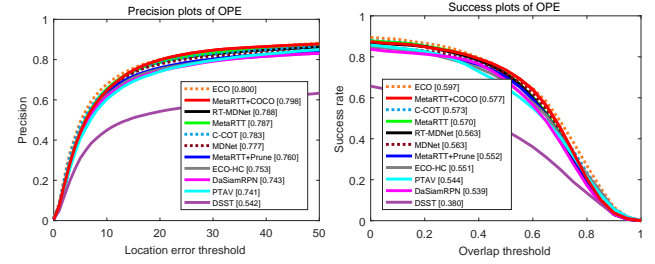 Precision plots of OPE
1
0.8
0.6
0.4
0.2
0
Precision
ECO [0.800]
MetaRTT+COCO [0.798]
RT-MDNet [0.788]
MetaRTT [0.787]
C-COT [0.783]
MDNet [0.777]
MetaRTT+Prune [0.760]
ECO-HC [0.753]
DaSiamRPN [0.743]
PTAV [0.741]
DSST [0.542]
0 10 20 30 40 50
Location error threshold
Success plots of OPE
1
0.8
0.6
0.4
0.2
0
Success rate
ECO [0.597]
MetaRTT+COCO [0.577]
C-COT [0.573]
MetaRTT [0.570]
RT-MDNet [0.563]
MDNet [0.563]
MetaRTT+Prune [0.552]
ECO-HC [0.551]
PTAV [0.544]
DaSiamRPN [0.539]
DSST [0.380]
0 0.2 0.4 0.6 0.8 1
Overlap threshold